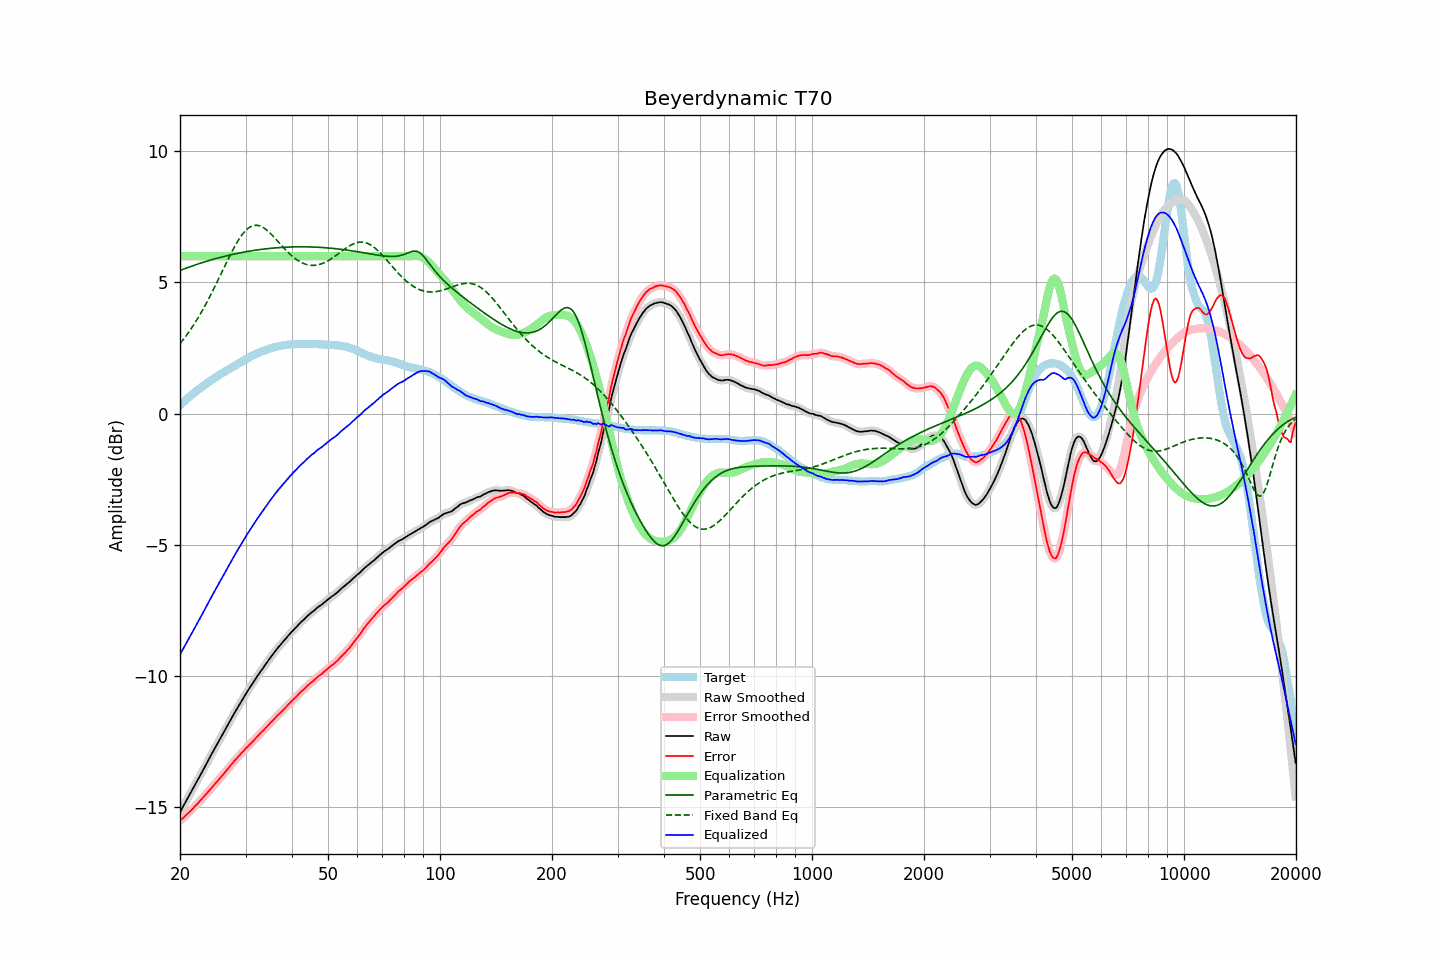 Beyerdynamic T70
Amplitude (dBr)
10
5
0
−5
−10
−15
Target
Raw Smoothed
Error Smoothed
Raw
Error
Equalization
Parametric Eq
Fixed Band Eq
Equalized
20 50 100 200 500 1000 2000 5000 10000 20000
Frequency (Hz)